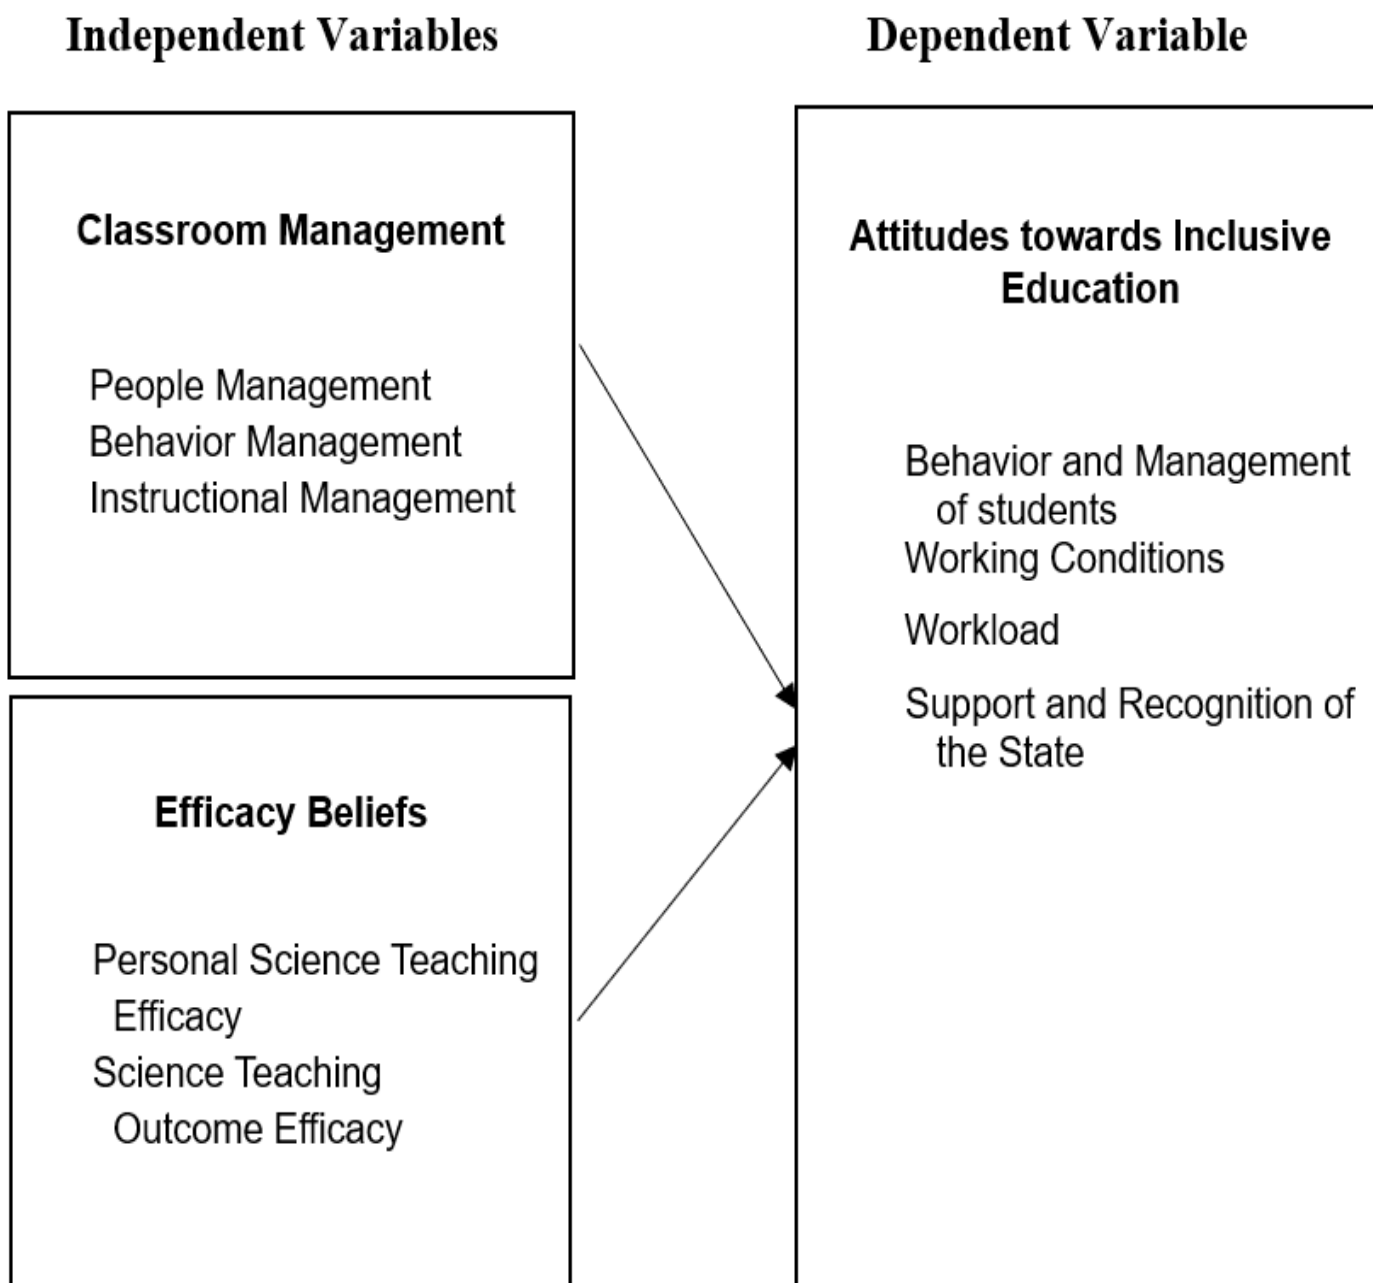 Independent Variables
Dependent Variable
Classroom Management
People Management
Behavior Management
Instructional Management
Efficacy Beliefs
Personal Science Teaching
Efficacy
Science Teaching
Outcome Efficacy
Attitudes towards Inclusive
Education
Behavior and Management
of students
Working Conditions
Workload
Support and Recognition of
the State